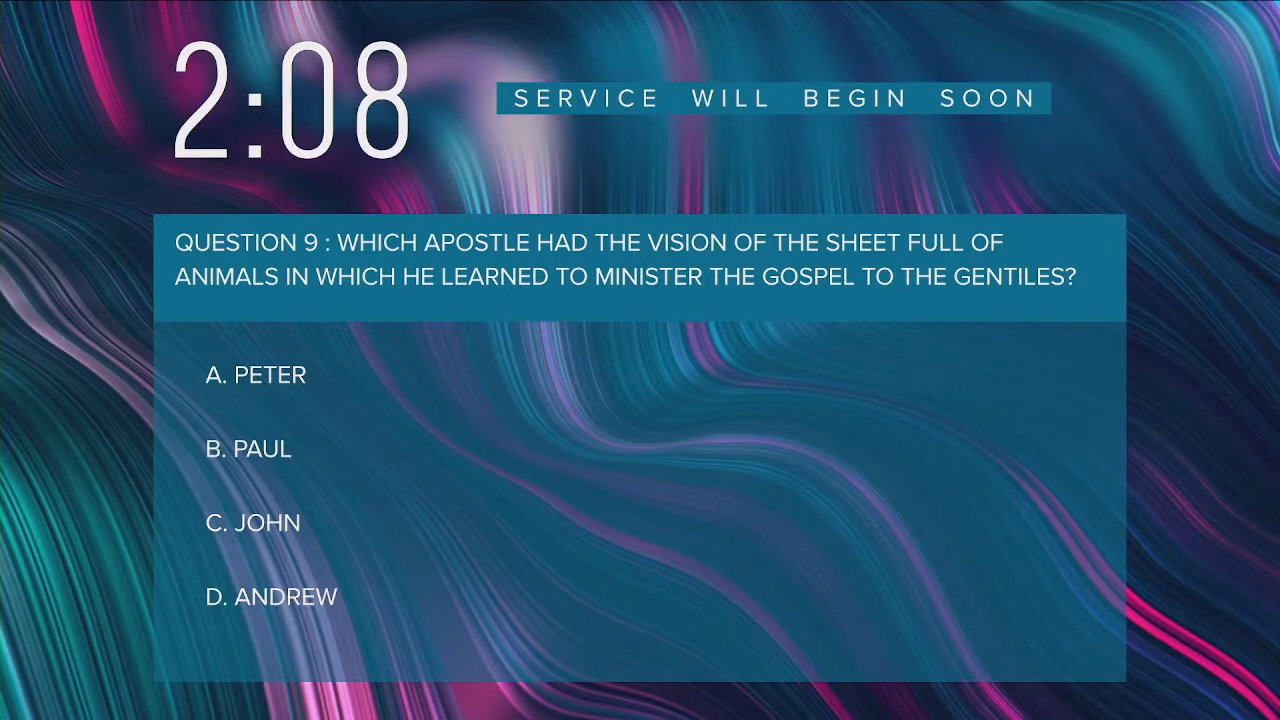 2:08
SERVICE WILL BEGIN SOON
QUESTION 9 : WHICH APOSTLE HAD THE VISION OF THE SHEET FULL OF
ANIMALS IN WHICH HE LEARNED TO MINISTER THE GOSPEL TO THE GENTILES?
A. PETER
B. PAUL
C. JOHN
D. ANDREW